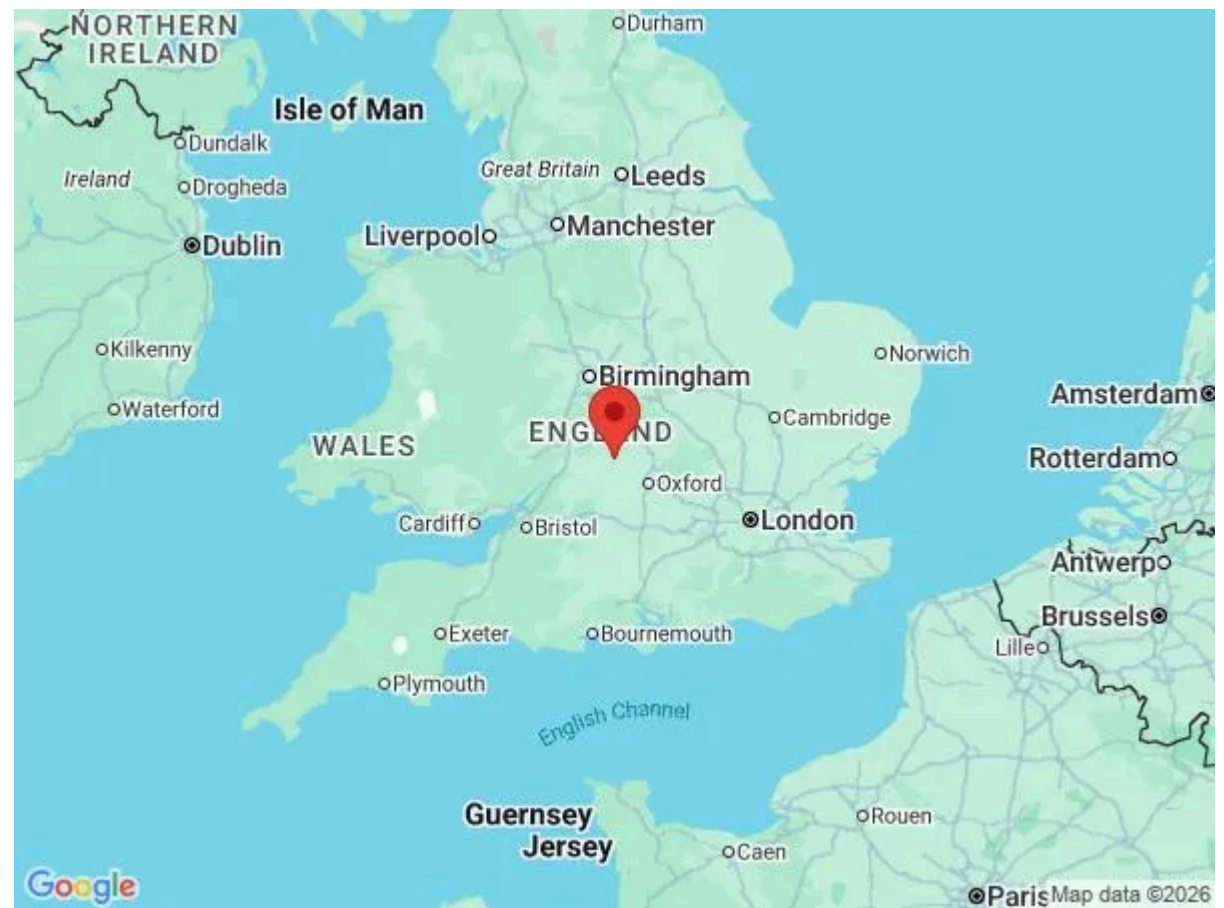 NORTHERN
IRELAND
Durham
Isle of Man
Dundalk
Ireland
Great Britain
Leeds
Drogheda
Manchester
Liverpool
Dublin
Kilkenny
Norwich
Birmingham
Amsterdam
Waterford
Cambridge
WALES
ENGLAND
Rotterdam
Oxford
Cardiff
Bristol
London
Antwerp
Brussels
Exeter
Bournemouth
Lille
Plymouth
English Channel
Guernsey
Jersey
Rouen
Caen
Google
Paris
Map data ©2026